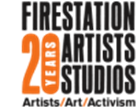 FIRESTATION
20 YEARS ARTISTS
STUDIOS
Artists/Art/Activism